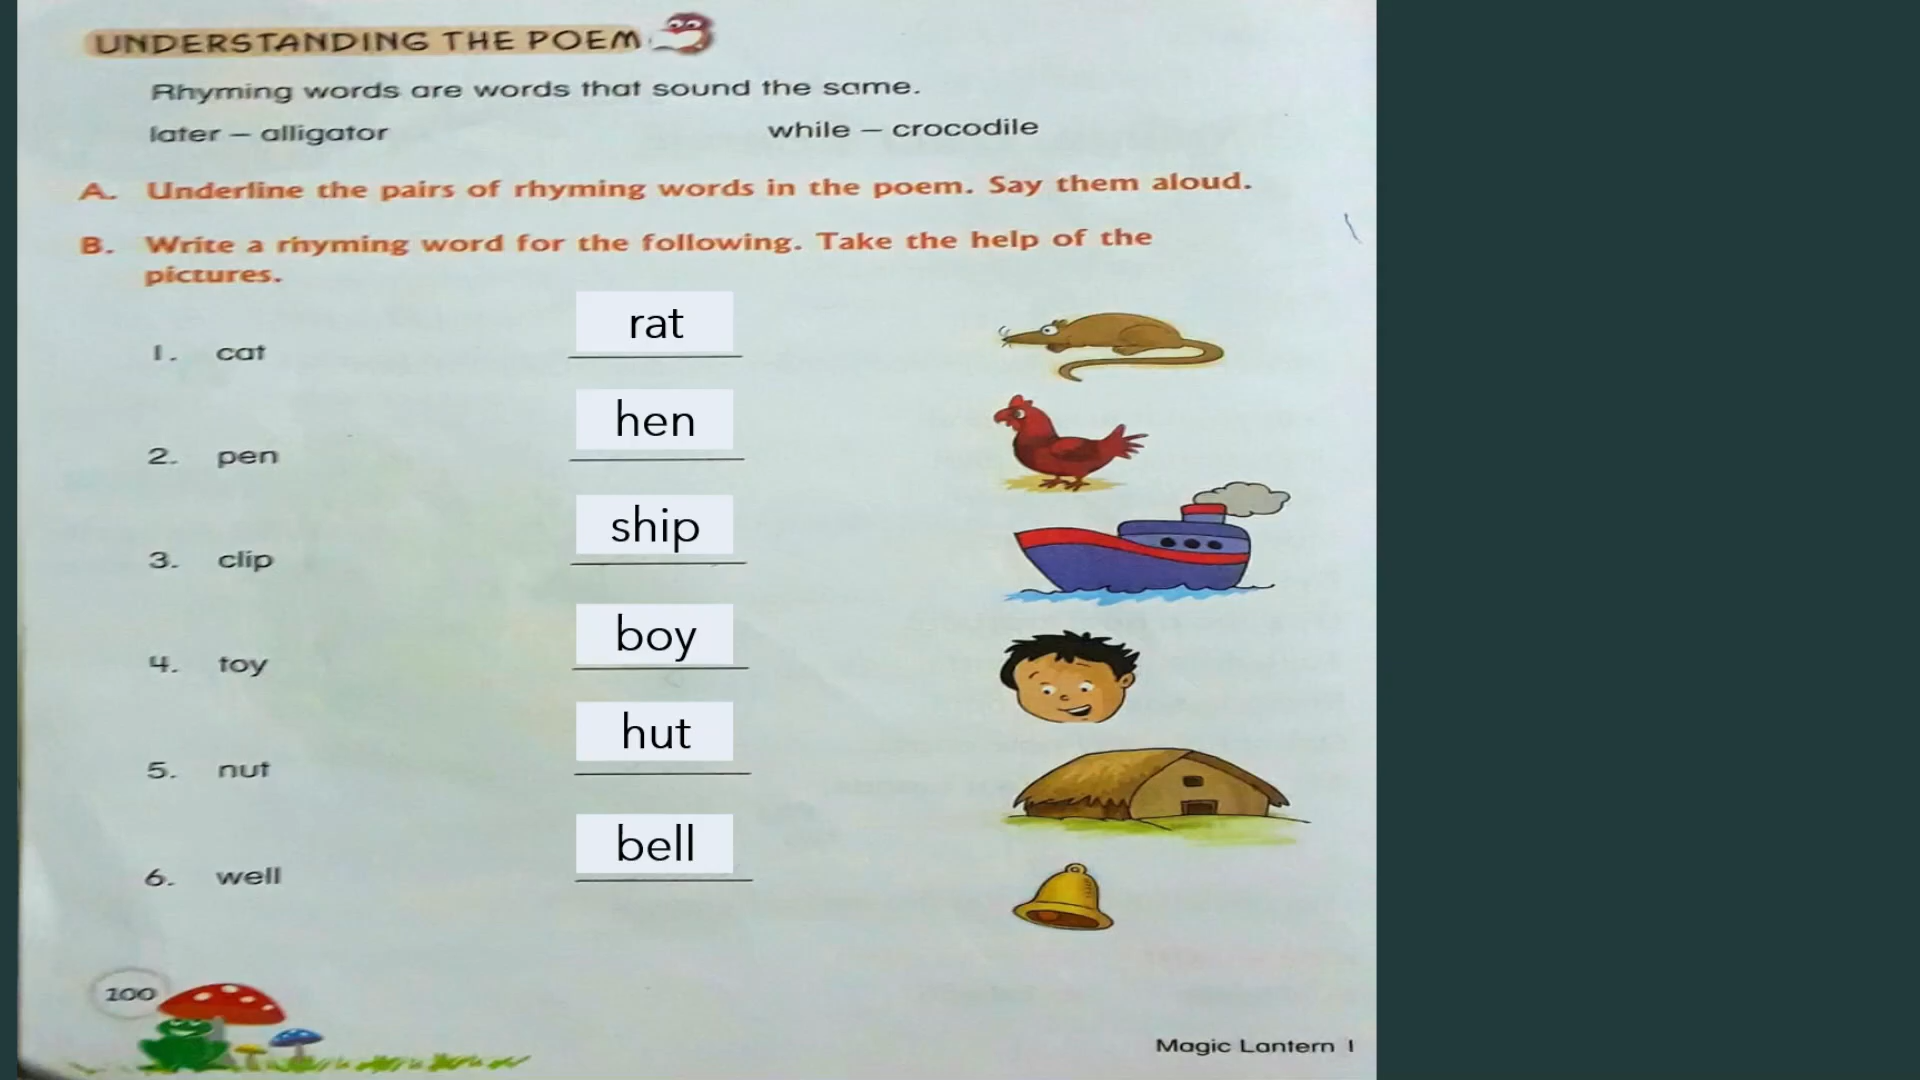 UNDERSTANDING THE POEM
Rhyming words are words that sound the same.
later – alligator while – crocodile
A. Underline the pairs of rhyming words in the poem. Say them aloud.
B. Write a rhyming word for the following. Take the help of the
pictures.
1. cat rat
2. pen hen
3. clip ship
4. toy boy
5. nut hut
6. well bell
100
Magic Lantern 1